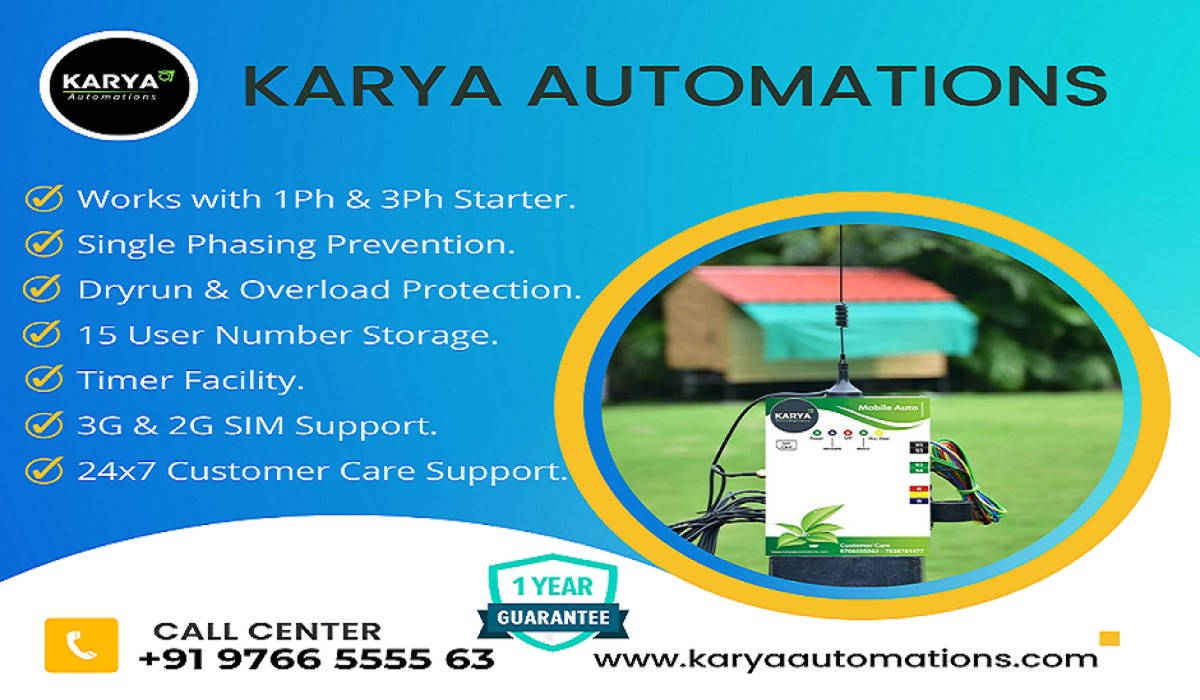 KARYA
Automations
KARYA AUTOMATIONS
Works with 1Ph & 3Ph Starter.
Single Phasing Prevention.
Dryrun & Overload Protection.
15 User Number Storage.
Timer Facility.
3G & 2G SIM Support.
24x7 Customer Care Support.
KARYA
Automations
Mobile Auto
Customer Care
1 YEAR
GUARANTEE
CALL CENTER
+91 9766 5555 63
www.karyaautomations.com